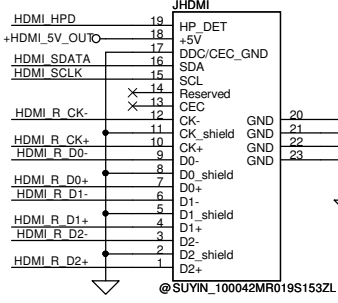 JHDMI
HDMI_HPD 19 HP_DET
+HDMI_5V_OUT 18 +5V
17 DDC/CEC_GND
HDMI_SDATA 16 SDA
HDMI_SCLK 15 SCL
14 Reserved
13 CEC
HDMI_R_CK- 12 CK- GND 20
11 CK_shield GND 21
HDMI_R_CK+ 10 CK+ GND 22
HDMI_R_D0- 9 D0- GND 23
8 D0_shield
HDMI_R_D0+ 7 D0+
HDMI_R_D1- 6 D1-
5 D1_shield
HDMI_R_D1+ 4 D1+
HDMI_R_D2- 3 D2-
2 D2_shield
HDMI_R_D2+ 1 D2+
@SUYIN_100042MR019S153ZL